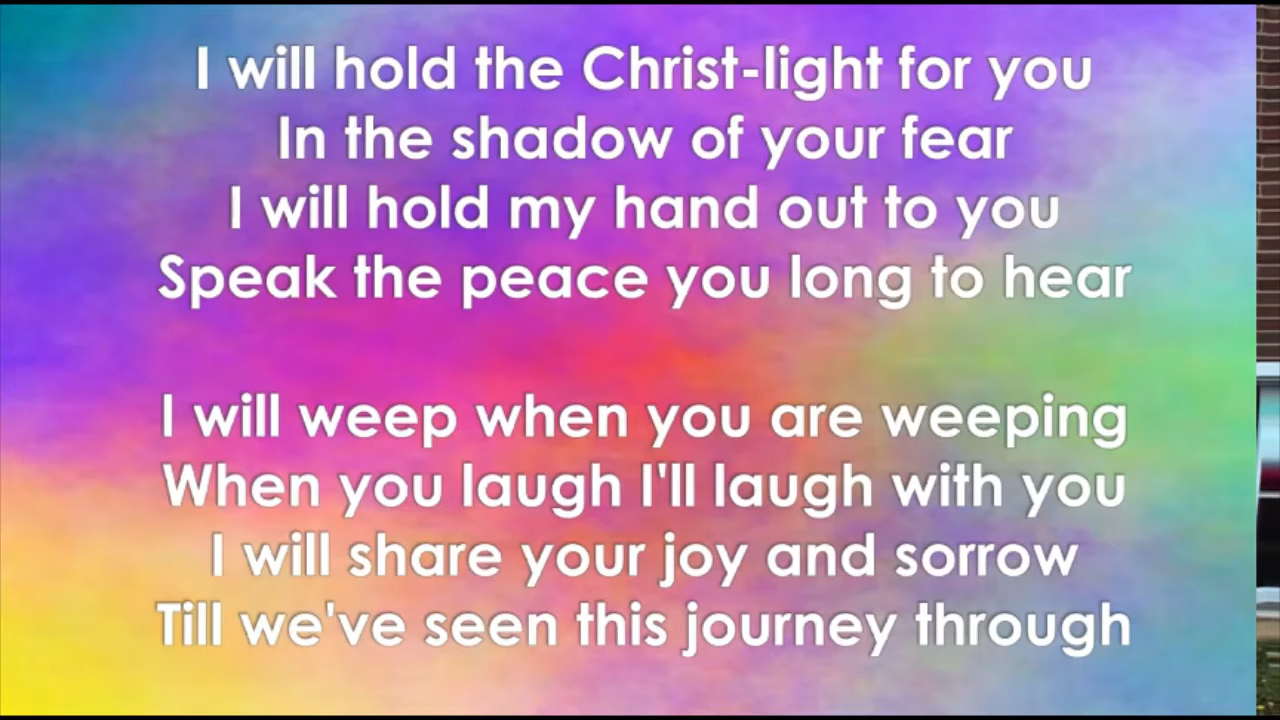 I will hold the Christ-light for you
In the shadow of your fear
I will hold my hand out to you
Speak the peace you long to hear
I will weep when you are weeping
When you laugh I'll laugh with you
I will share your joy and sorrow
Till we've seen this journey through